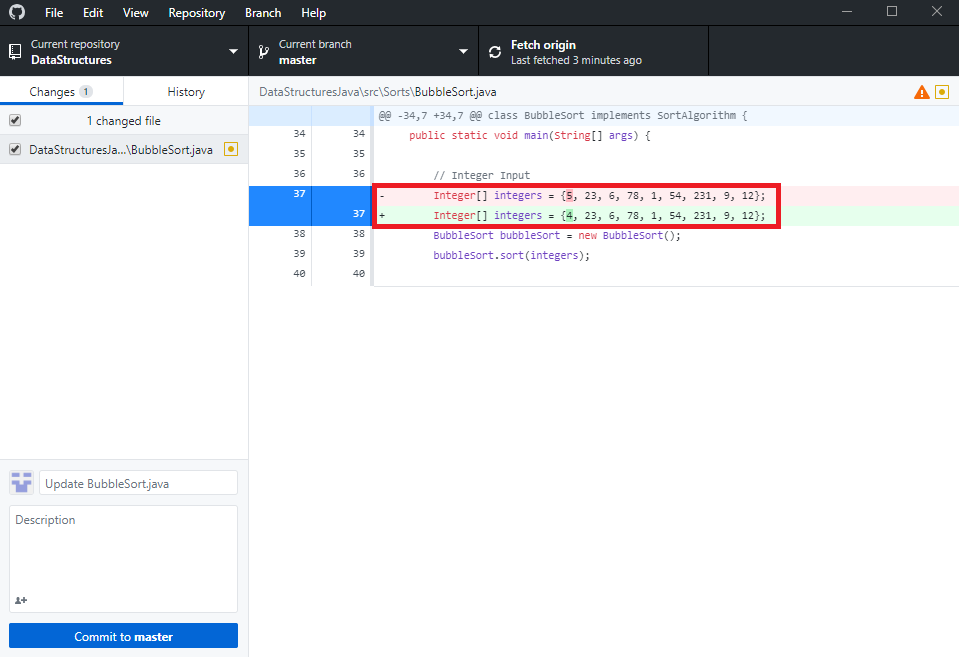 File Edit View Repository Branch Help
Current repository
DataStructures
Current branch
master
Fetch origin
Last fetched 3 minutes ago
Changes 1 History
DataStructuresJava\src\Sorts\BubbleSort.java
1 changed file
DataStructuresJa...\BubbleSort.java
@@ -34,7 +34,7 @@ class BubbleSort implements SortAlgorithm {
34 34 public static void main(String[] args) {
35 35
36 36 // Integer Input
37 - Integer[] integers = {5, 23, 6, 78, 1, 54, 231, 9, 12};
37 + Integer[] integers = {4, 23, 6, 78, 1, 54, 231, 9, 12};
38 38 BubbleSort bubbleSort = new BubbleSort();
39 39 bubbleSort.sort(integers);
40 40
Update BubbleSort.java
Description
Commit to master